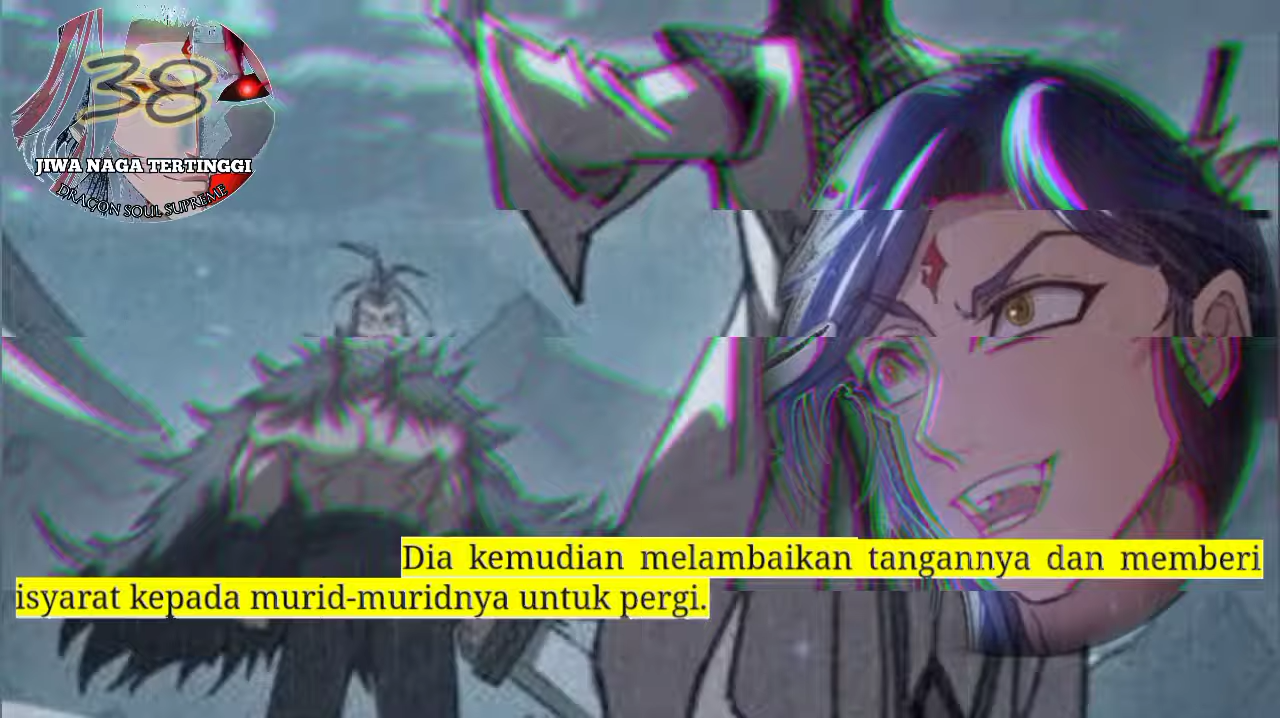 38
JIWA NAGA TERTINGGI
DRAGON SOUL SUPREME
Dia kemudian melambaikan tangannya dan memberi
isyarat kepada murid-muridnya untuk pergi.